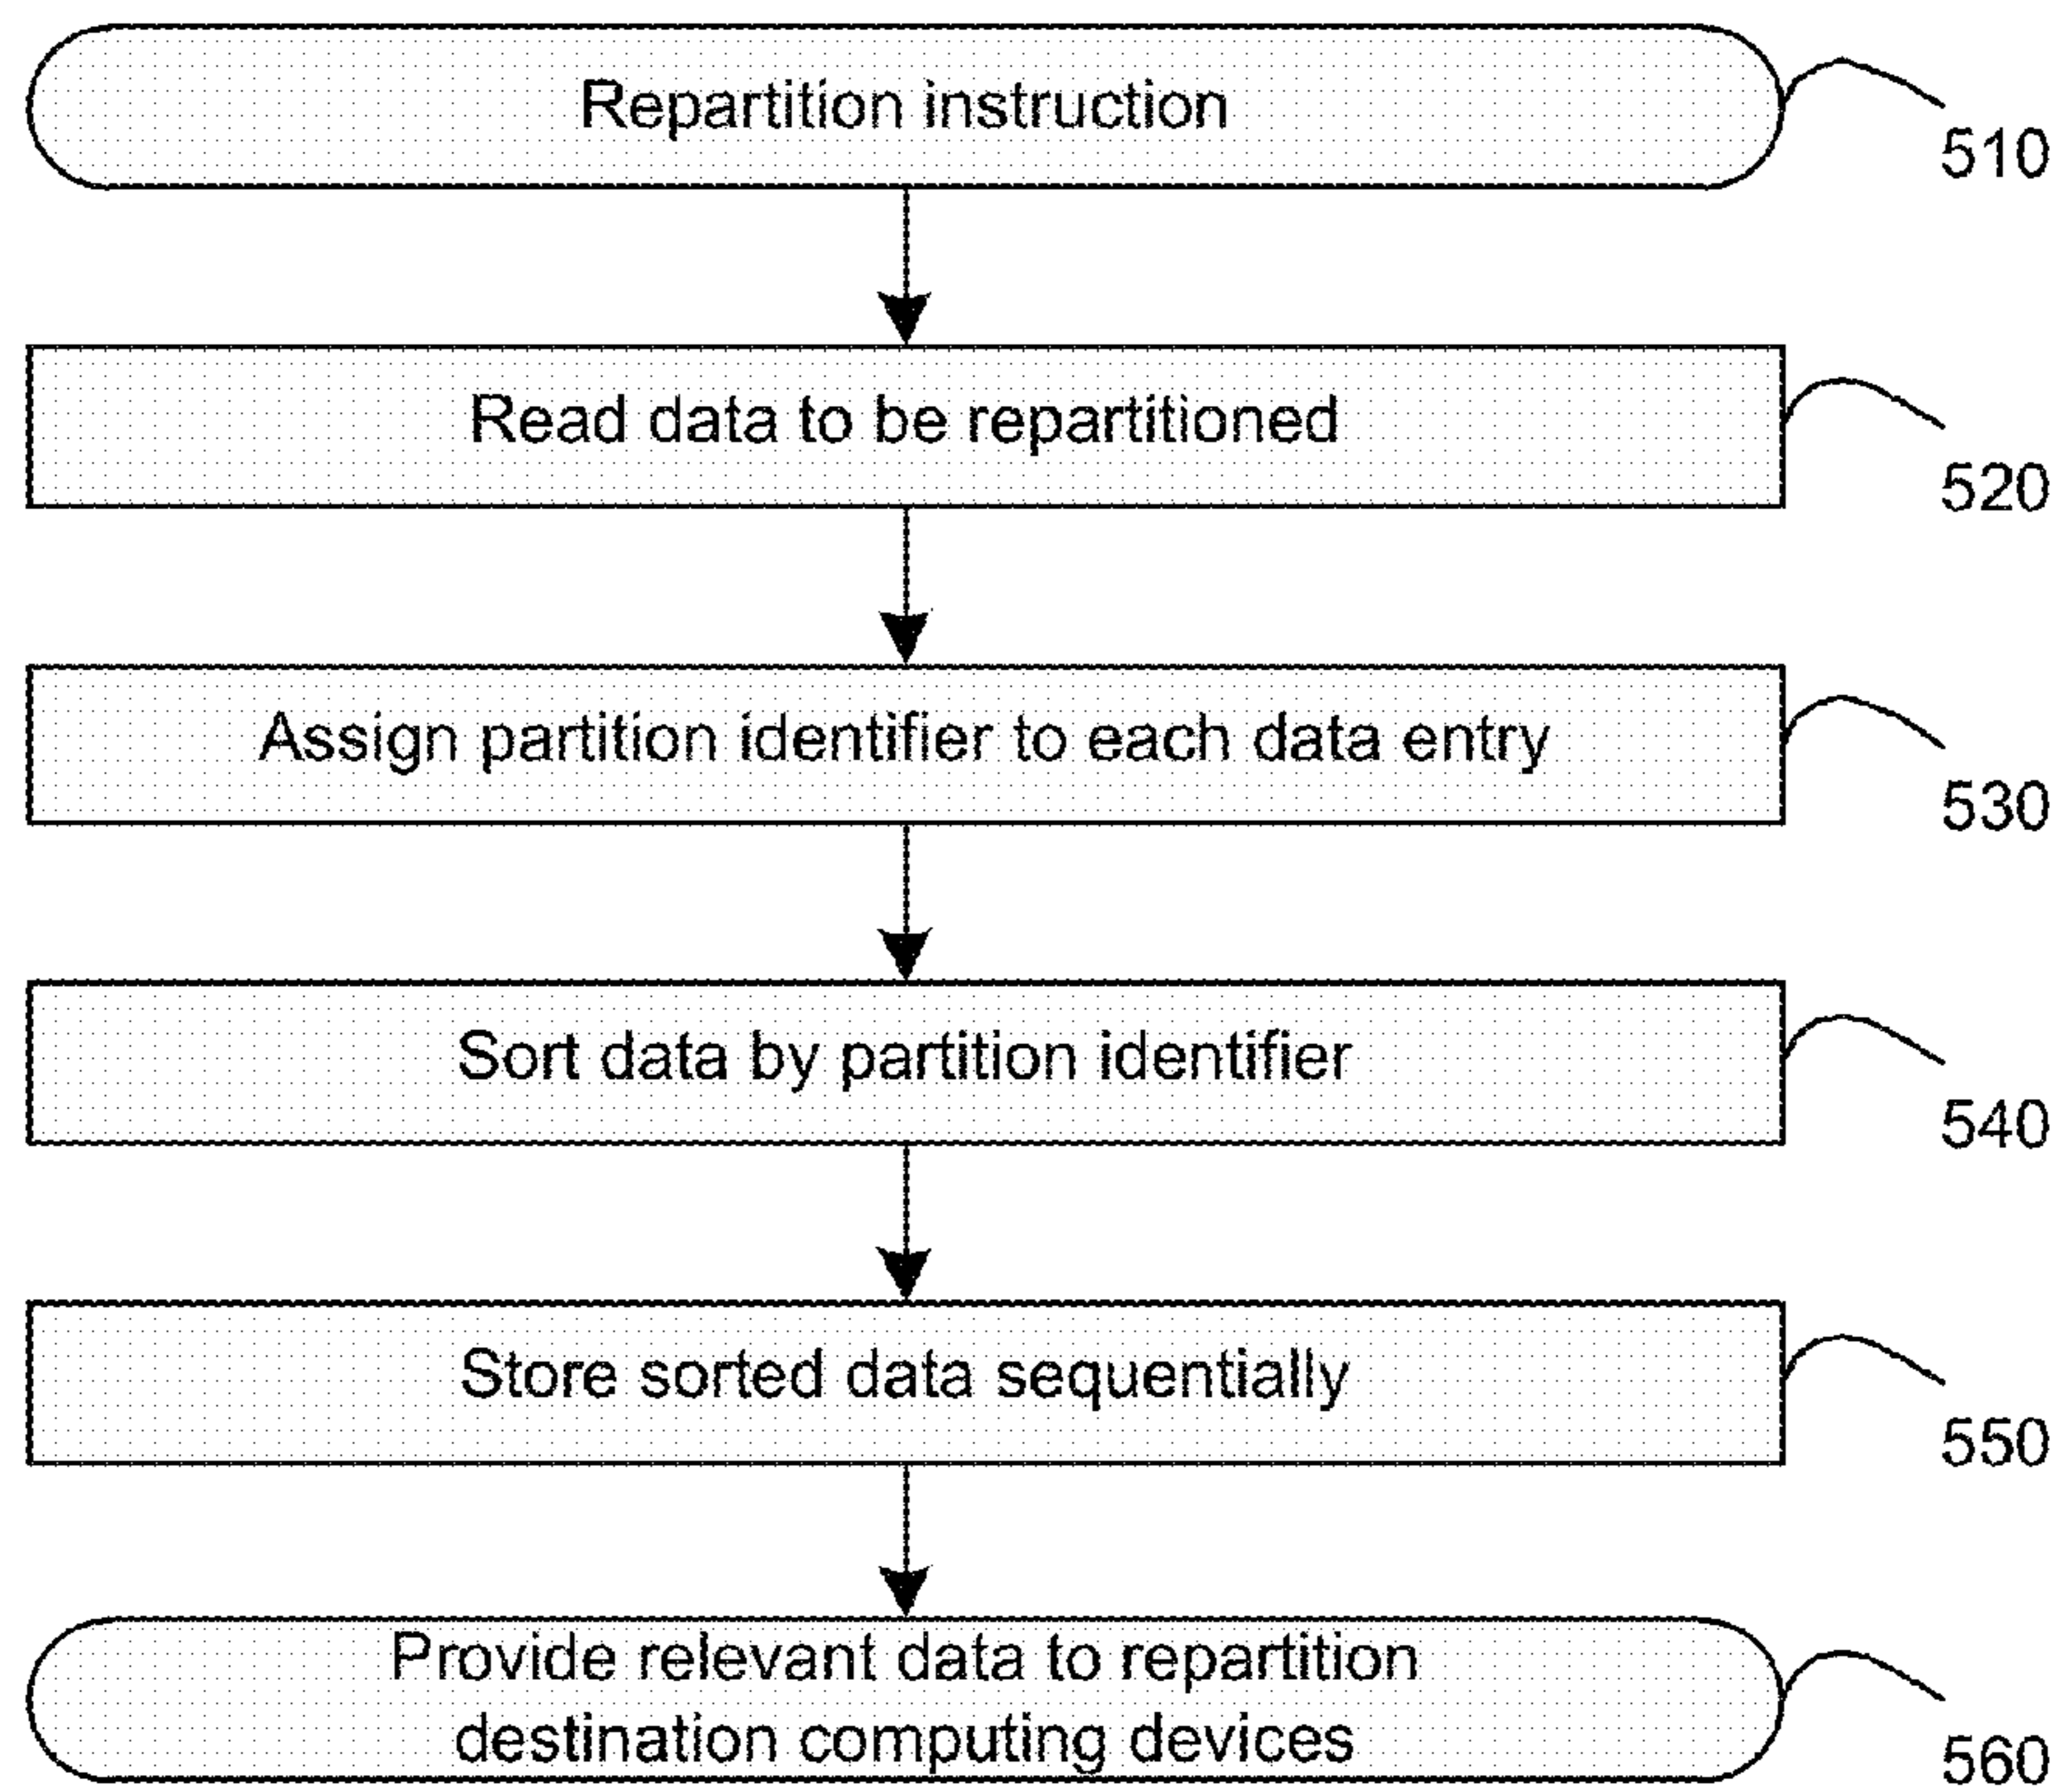 Repartition instruction
510
Read data to be repartitioned
520
Assign partition identifier to each data entry
530
Sort data by partition identifier
540
Store sorted data sequentially
550
Provide relevant data to repartition
destination computing devices
560